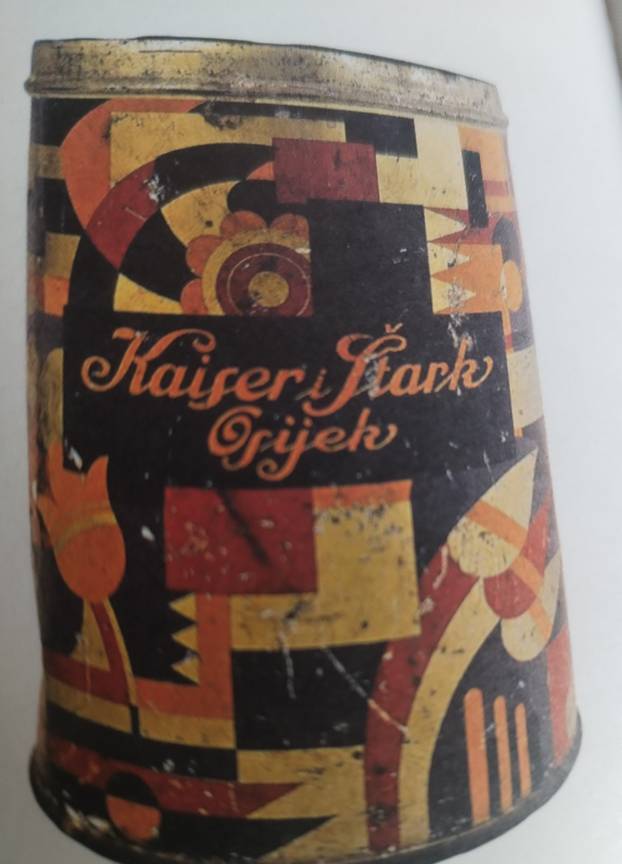 Kaiser i Štark
Osijek